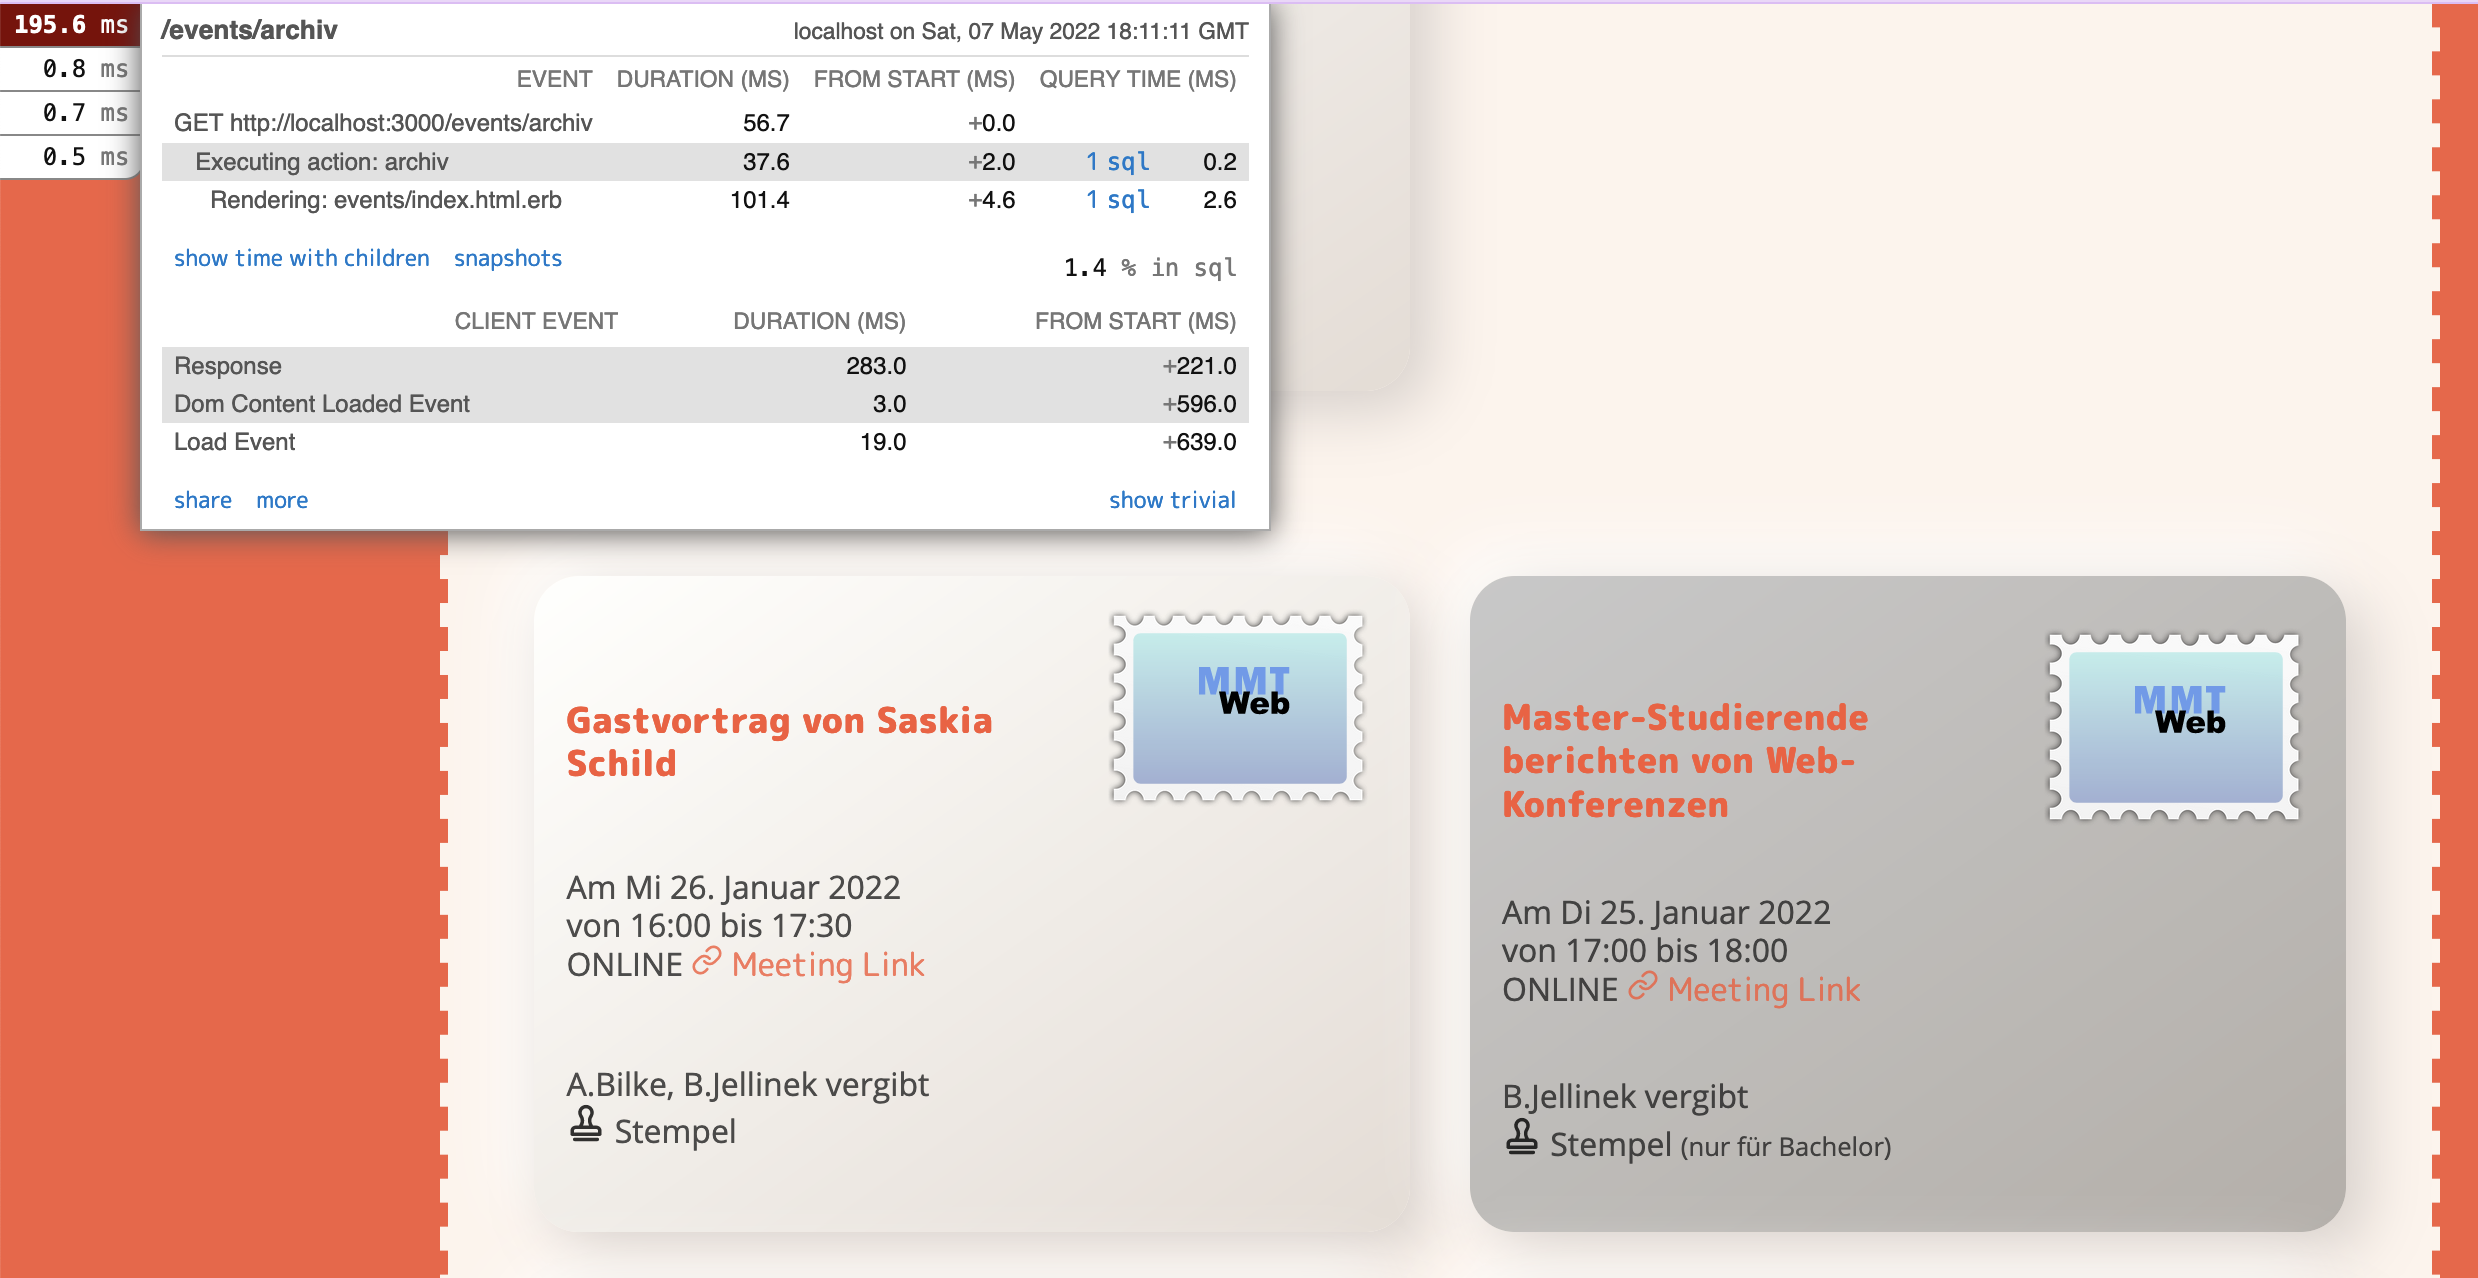 195.6 ms
0.8 ms
0.7 ms
0.5 ms
/events/archiv localhost on Sat, 07 May 2022 18:11:11 GMT
EVENT DURATION (MS) FROM START (MS) QUERY TIME (MS)
GET http://localhost:3000/events/archiv 56.7 +0.0
Executing action: archiv 37.6 +2.0 1 sql 0.2
Rendering: events/index.html.erb 101.4 +4.6 1 sql 2.6
show time with children snapshots 1.4 % in sql
CLIENT EVENT DURATION (MS) FROM START (MS)
Response 283.0 +221.0
Dom Content Loaded Event 3.0 +596.0
Load Event 19.0 +639.0
share more show trivial
MMT
Web
Gastvortrag von Saskia
Schild
Am Mi 26. Januar 2022
von 16:00 bis 17:30
ONLINE Meeting Link
A.Bilke, B.Jellinek vergibt
Stempel
MMT
Web
Master-Studierende
berichten von Web-
Konferenzen
Am Di 25. Januar 2022
von 17:00 bis 18:00
ONLINE Meeting Link
B.Jellinek vergibt
Stempel (nur für Bachelor)